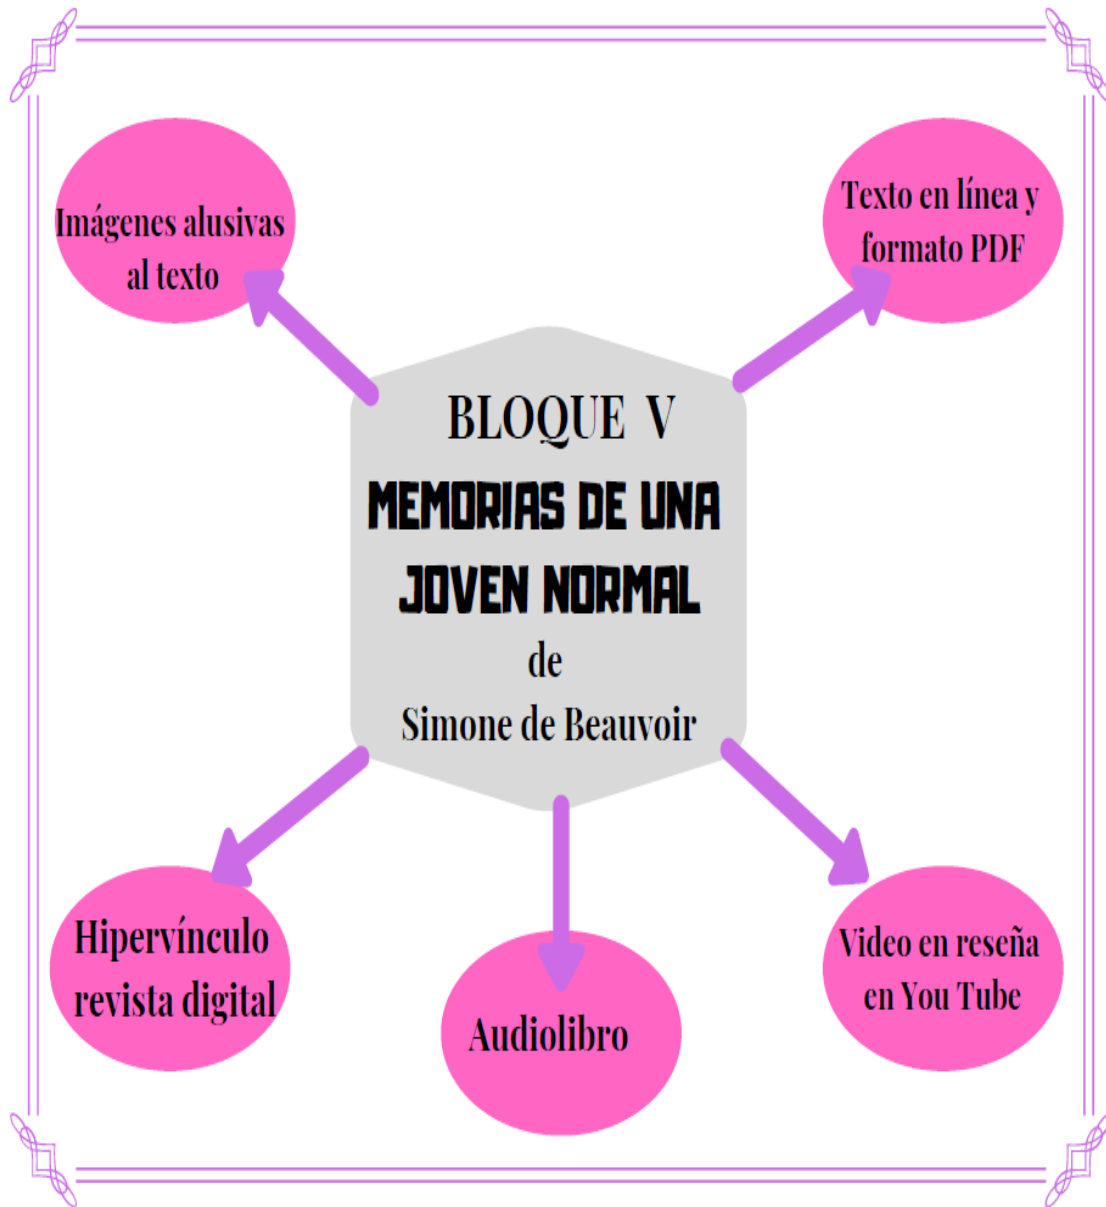 Imágenes alusivas
al texto
Texto en línea y
formato PDF
BLOQUE V
MEMORIAS DE UNA
JOVEN NORMAL
de
Simone de Beauvoir
Hipervínculo
revista digital
Audiolibro
Video en reseña
en You Tube